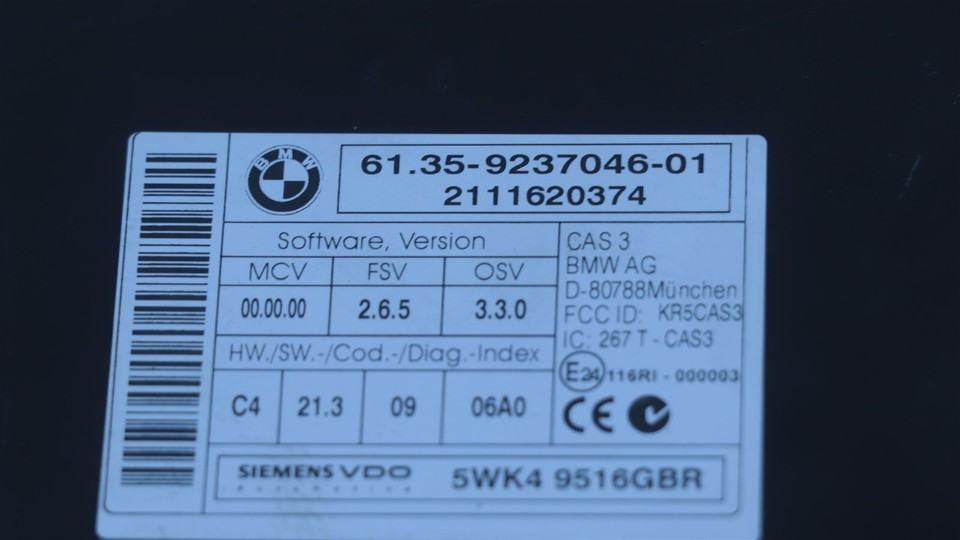 BMW
61.35-9237046-01
2111620374
Software, Version
MCV FSV OSV
00.00.00 2.6.5 3.3.0
HW./SW.-/Cod.-/Diag.-Index
C4 21.3 09 06A0
CAS 3
BMW AG
D-80788München
FCC ID: KR5CAS3
IC: 267 T - CAS3
E24 116RI - 000003
CE
SIEMENS VDO
Automotive
5WK4 9516GBR